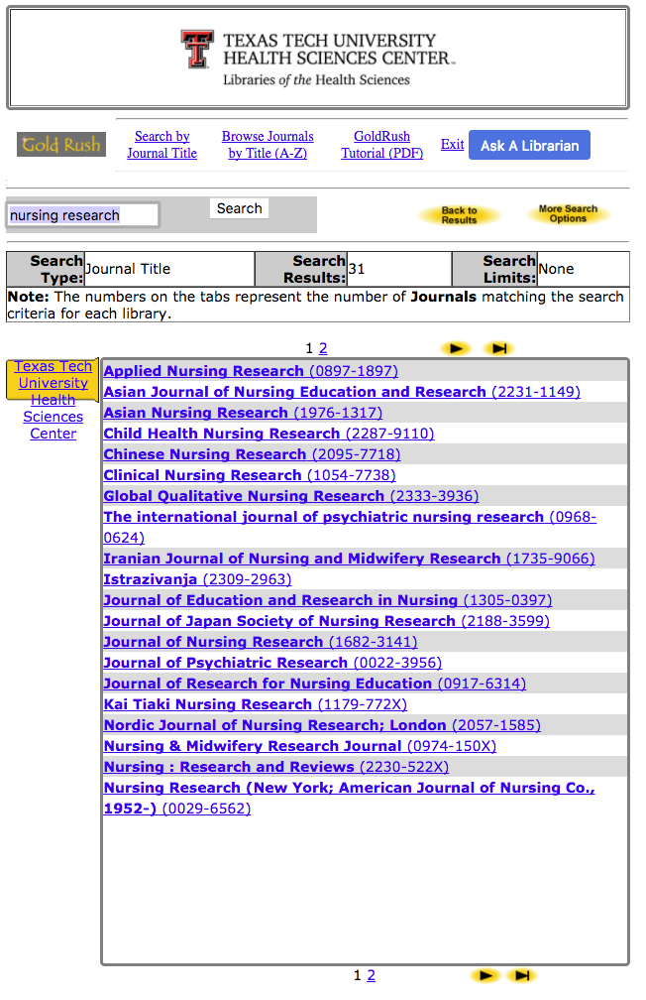 TEXAS TECH UNIVERSITY
HEALTH SCIENCES CENTER™
Libraries of the Health Sciences
Gold Rush
Search by Journal Title
Browse Journals by Title (A-Z)
GoldRush Tutorial (PDF)
Exit
Ask A Librarian
nursing research
Search
Back to Results
More Search Options
Search Type: Journal Title
Search Results: 31
Search Limits: None
Note: The numbers on the tabs represent the number of Journals matching the search
criteria for each library.
1 2
Texas Tech
University
Health
Sciences
Center
Applied Nursing Research (0897-1897)
Asian Journal of Nursing Education and Research (2231-1149)
Asian Nursing Research (1976-1317)
Child Health Nursing Research (2287-9110)
Chinese Nursing Research (2095-7718)
Clinical Nursing Research (1054-7738)
Global Qualitative Nursing Research (2333-3936)
The international journal of psychiatric nursing research (0968-
0624)
Iranian Journal of Nursing and Midwifery Research (1735-9066)
Istrazivanja (2309-2963)
Journal of Education and Research in Nursing (1305-0397)
Journal of Japan Society of Nursing Research (2188-3599)
Journal of Nursing Research (1682-3141)
Journal of Psychiatric Research (0022-3956)
Journal of Research for Nursing Education (0917-6314)
Kai Tiaki Nursing Research (1179-772X)
Nordic Journal of Nursing Research; London (2057-1585)
Nursing & Midwifery Research Journal (0974-150X)
Nursing : Research and Reviews (2230-522X)
Nursing Research (New York; American Journal of Nursing Co.,
1952-) (0029-6562)
1 2